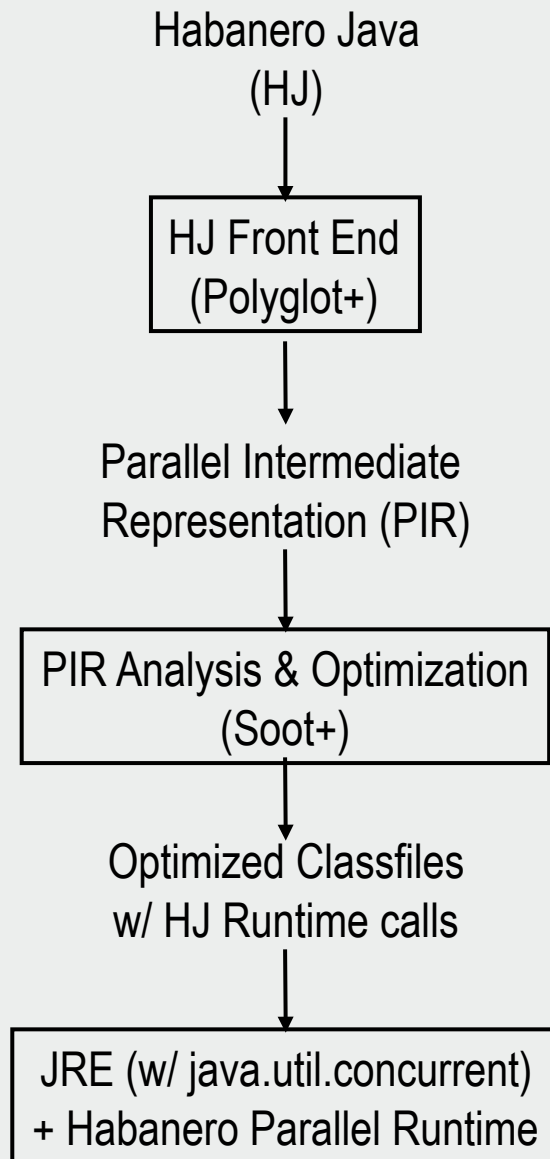 Habanero Java
(HJ)
HJ Front End
(Polyglot+)
Parallel Intermediate
Representation (PIR)
PIR Analysis & Optimization
(Soot+)
Optimized Classfiles
w/ HJ Runtime calls
JRE (w/ java.util.concurrent)
+ Habanero Parallel Runtime